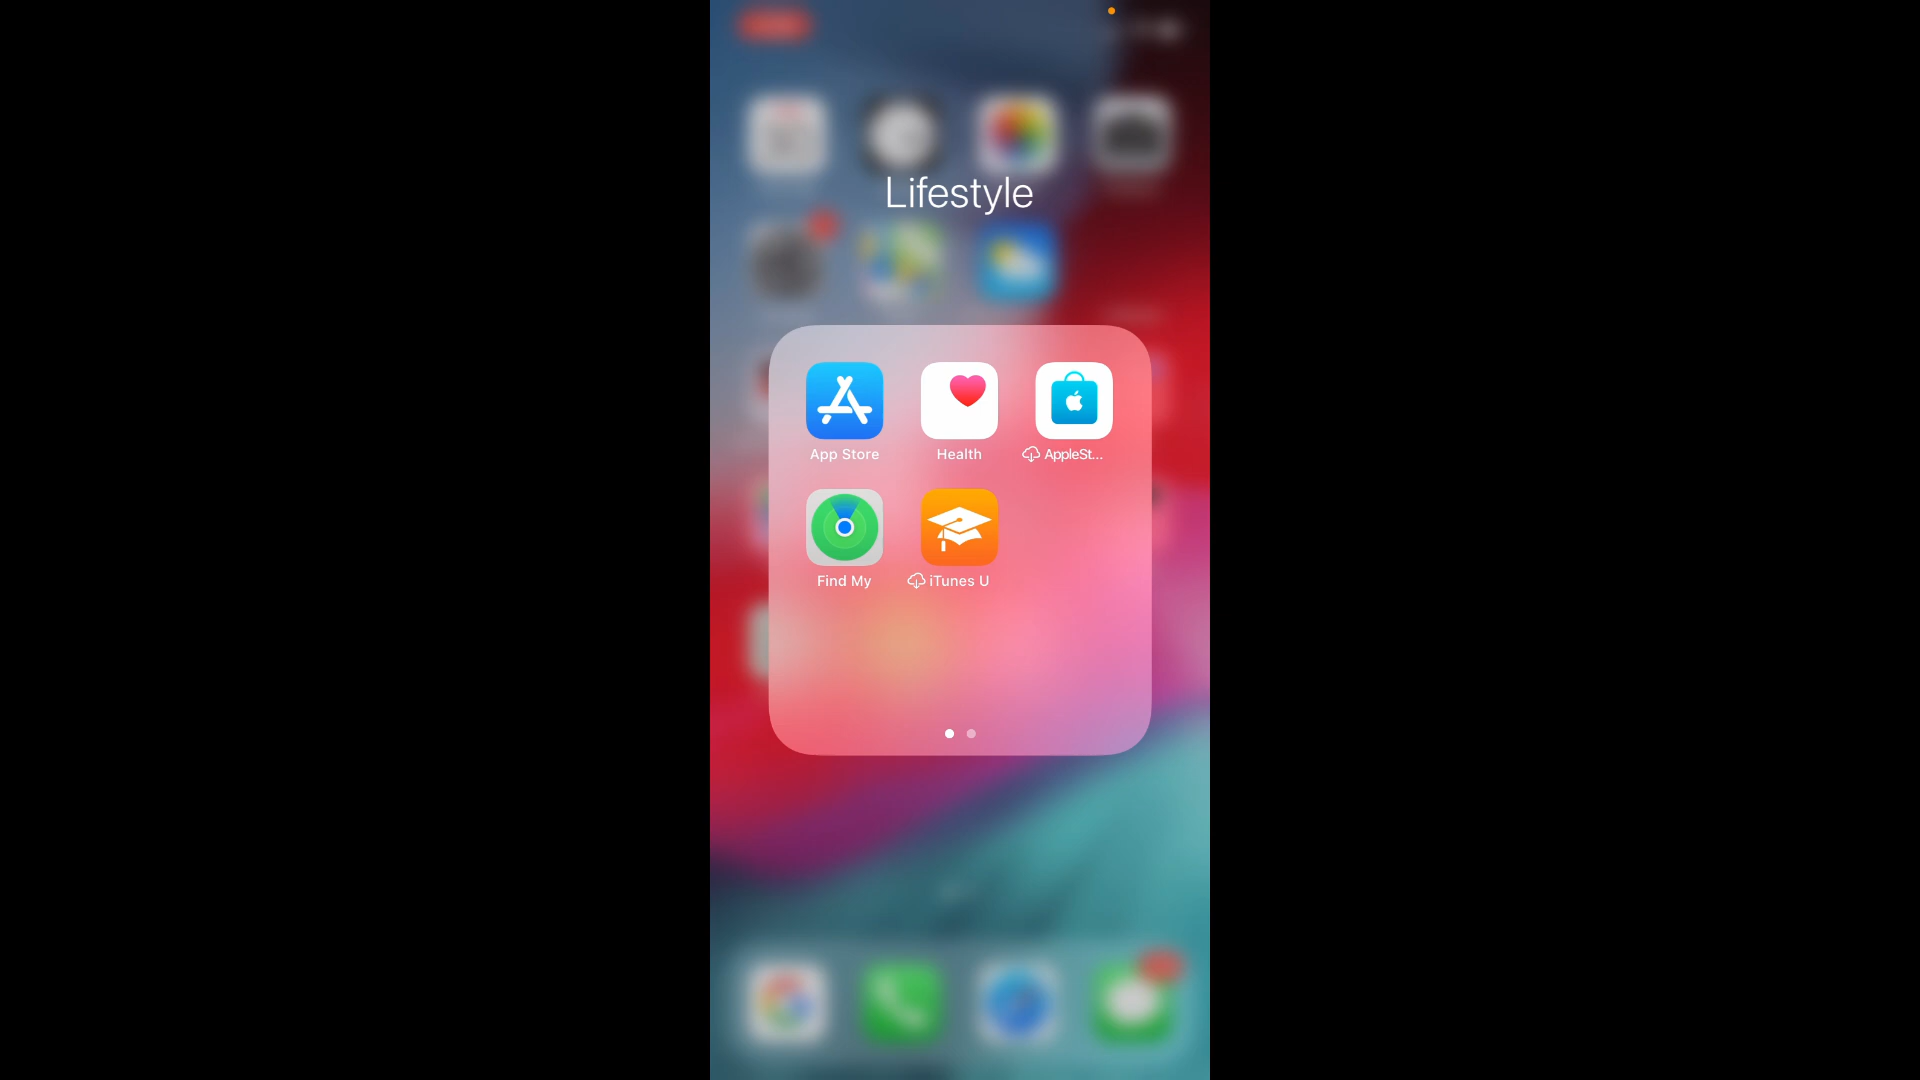 Lifestyle
App Store
Health
AppleSt...
Find My
iTunes U